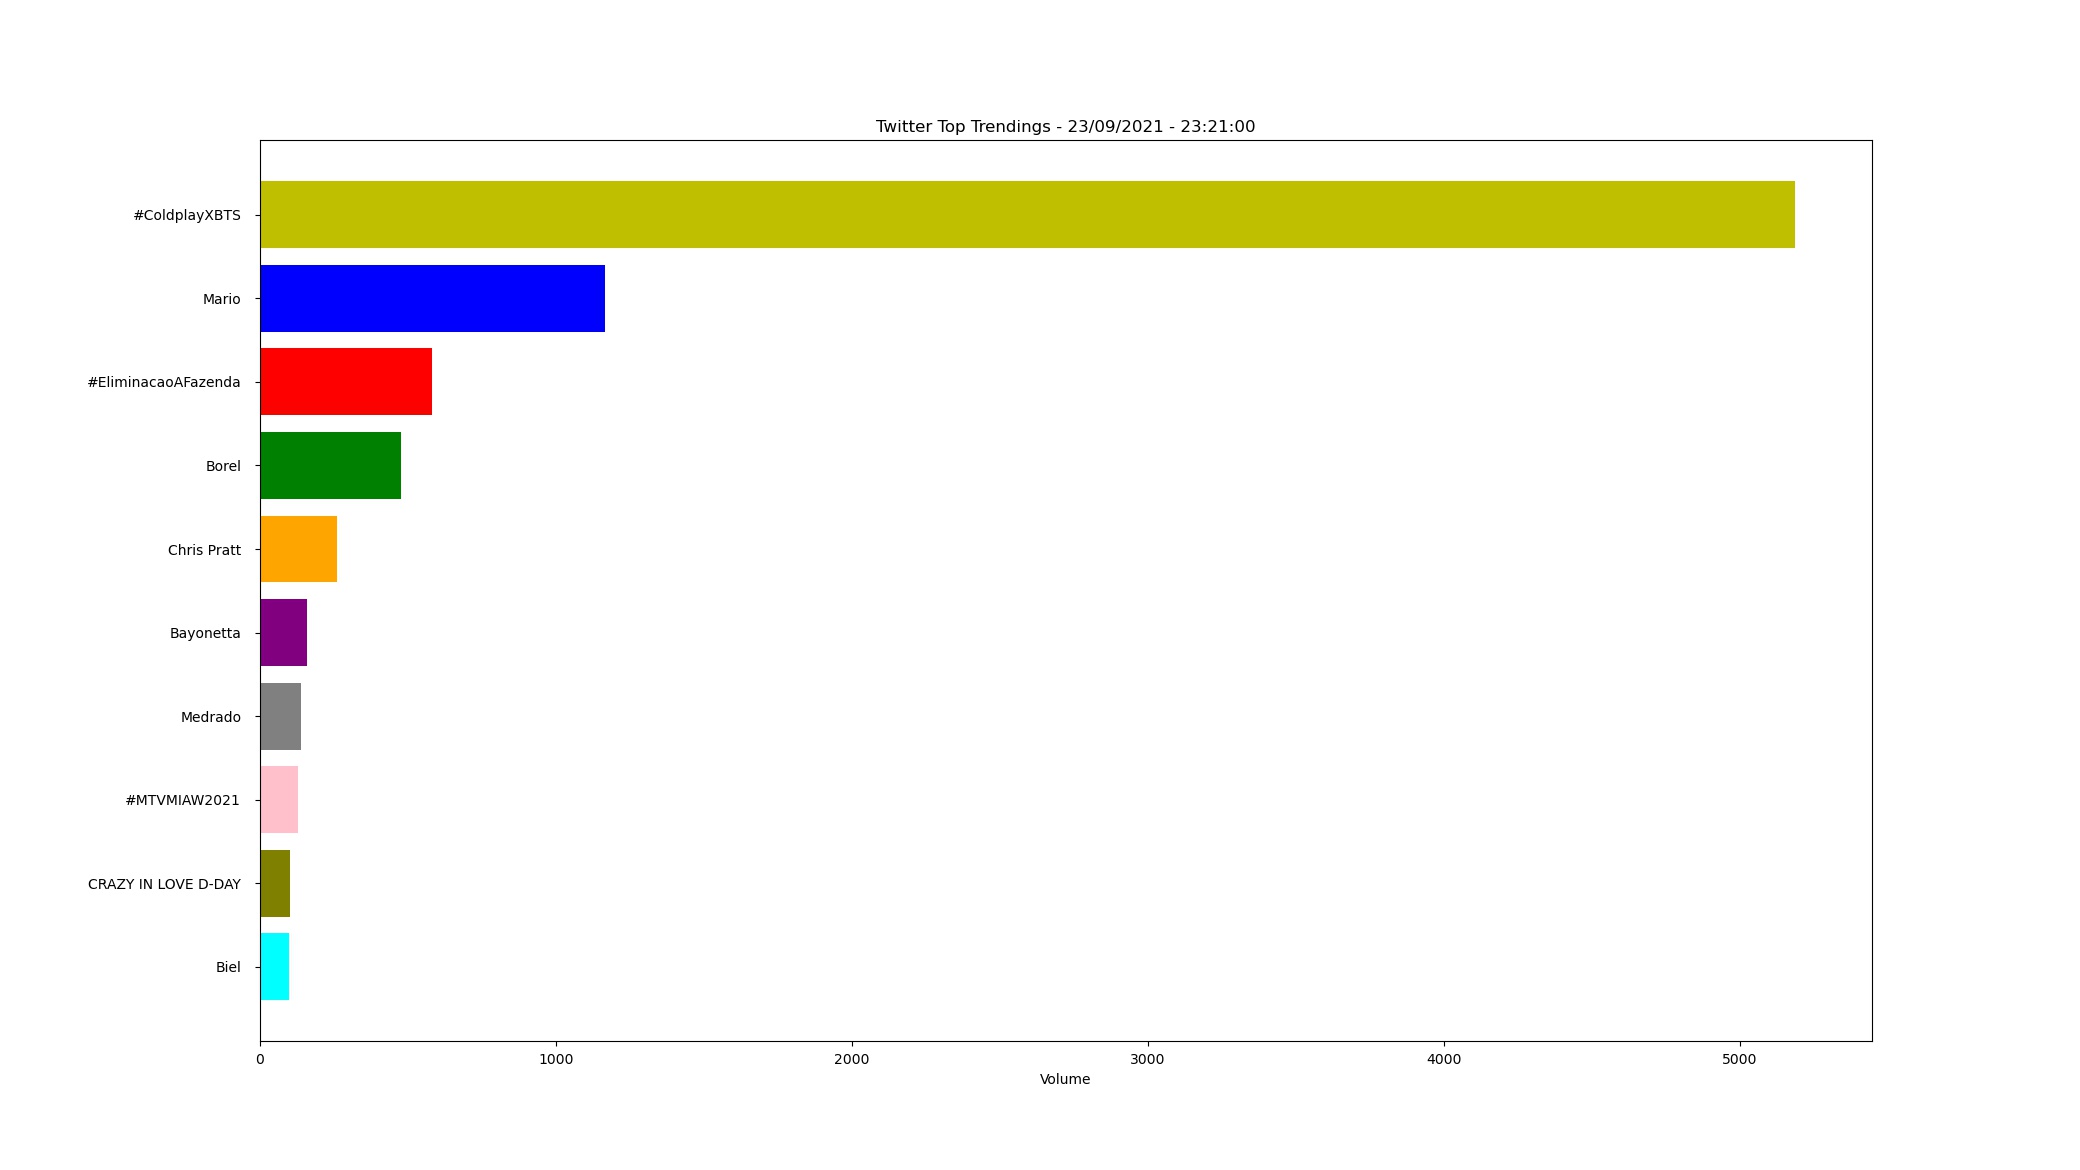 Twitter Top Trendings - 23/09/2021 - 23:21:00
#ColdplayXBTS
Mario
#EliminacaoAFazenda
Borel
Chris Pratt
Bayonetta
Medrado
#MTVMIAW2021
CRAZY IN LOVE D-DAY
Biel
0 1000 2000 3000 4000 5000
Volume